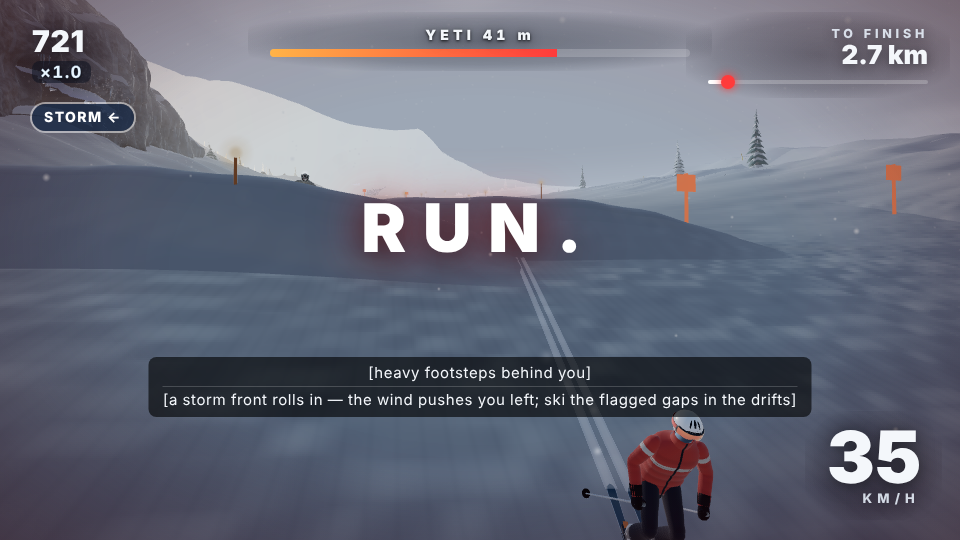 721
×1.0
STORM ←
YETI 41 m
TO FINISH
2.7 km
RUN.
[heavy footsteps behind you]
[a storm front rolls in — the wind pushes you left; ski the flagged gaps in the drifts]
35
KM/H